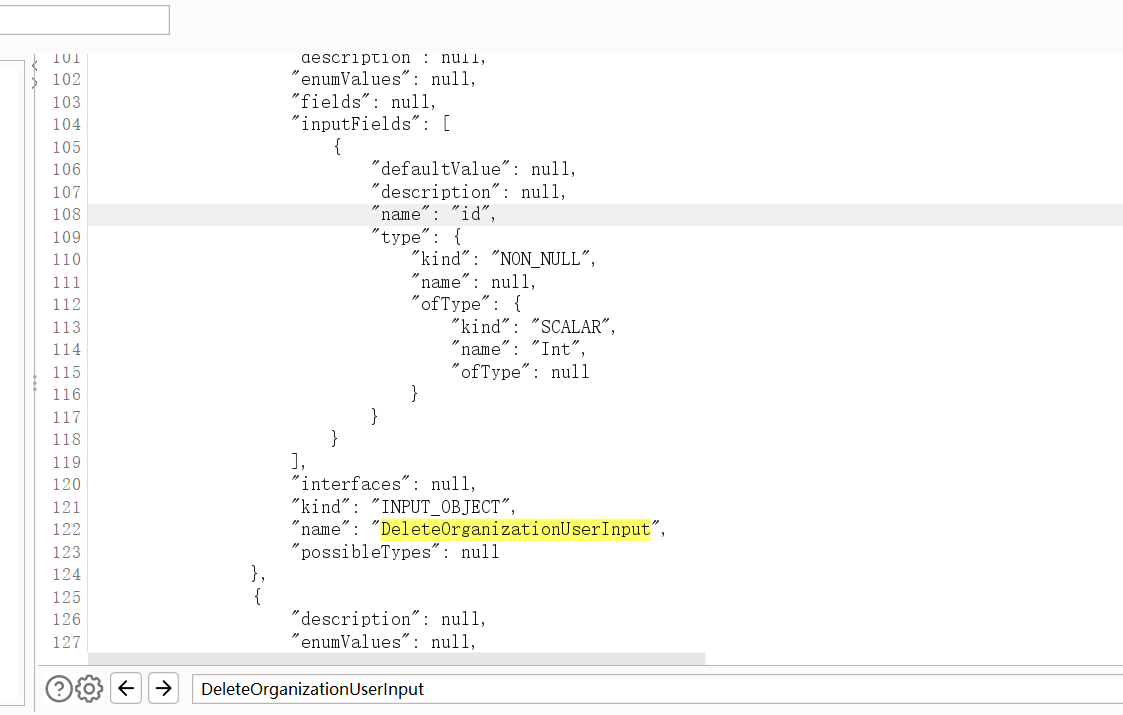 101 "description": null,
102 "enumValues": null,
103 "fields": null,
104 "inputFields": [
105 {
106 "defaultValue": null,
107 "description": null,
108 "name": "id",
109 "type": {
110 "kind": "NON_NULL",
111 "name": null,
112 "ofType": {
113 "kind": "SCALAR",
114 "name": "Int",
115 "ofType": null
116 }
117 }
118 }
119 ],
120 "interfaces": null,
121 "kind": "INPUT_OBJECT",
122 "name": "DeleteOrganizationUserInput",
123 "possibleTypes": null
124 },
125 {
126 "description": null,
127 "enumValues": null,
DeleteOrganizationUserInput